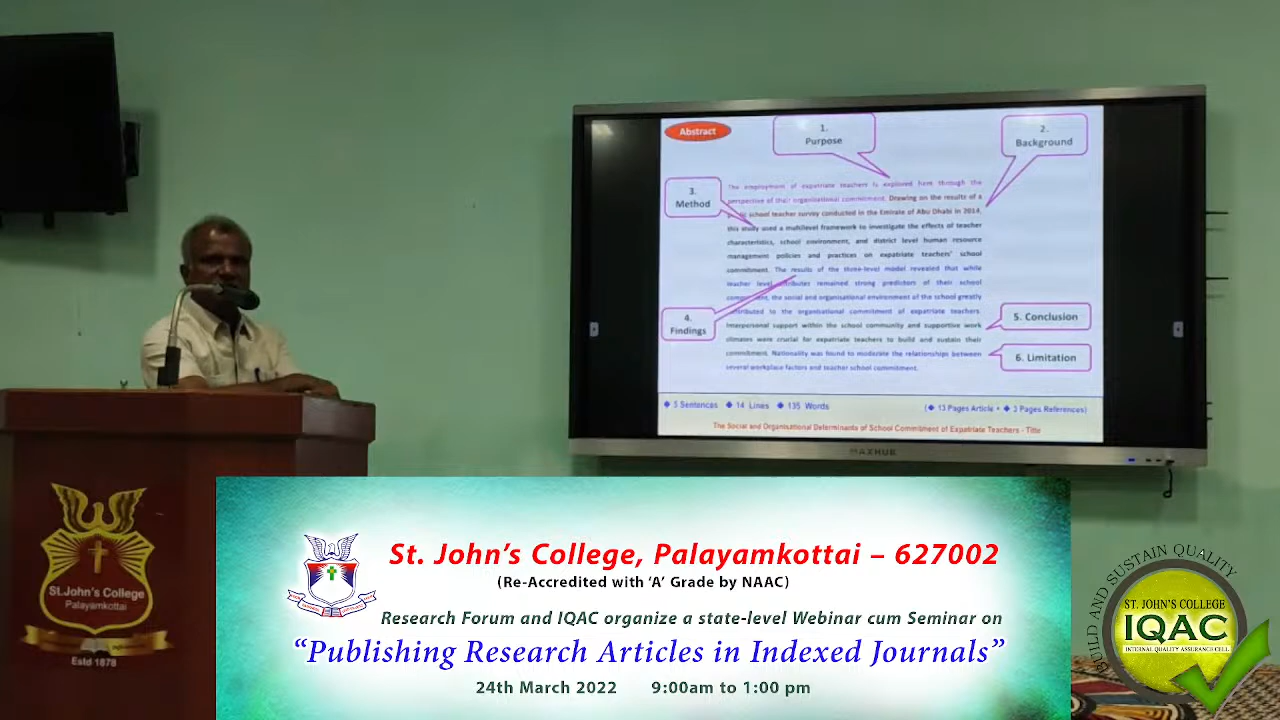 Abstract
1.
Purpose
2.
Background
3.
Method
The employment of expatriate teachers is explored here through the
perspective of their organisational commitment. Drawing on the results of a
school teacher survey conducted in the Emirate of Abu Dhabi in 2014,
this study used a multilevel framework to investigate the effects of teacher
characteristics, school environment, and district level human resource
management policies and practices on expatriate teachers' school
commitment. The results of the three-level model revealed that while
teacher level attributes remained strong predictors of their school
commitment, the social and organisational environment of the school greatly
contributed to the organisational commitment of expatriate teachers.
Interpersonal support within the school community and supportive work
climates were crucial for expatriate teachers to build and sustain their
commitment. Nationality was found to moderate the relationships between
several workplace factors and teacher school commitment.
4.
Findings
5. Conclusion
6. Limitation
◆ 5 Sentences ◆ 14 Lines ◆ 135 Words
(◆ 13 Pages Article • ◆ 3 Pages References)
The Social and Organisational Determinants of School Commitment of Expatriate Teachers - Title
MAXHUB
St.John's College
Palayamkottai
Estd 1878
St. John's College, Palayamkottai – 627002
(Re-Accredited with 'A' Grade by NAAC)
Research Forum and IQAC organize a state-level Webinar cum Seminar on
"Publishing Research Articles in Indexed Journals"
24th March 2022 9:00am to 1:00 pm
BUILD AND SUSTAIN QUALITY
ST. JOHN'S COLLEGE
IQAC
INTERNAL QUALITY ASSURANCE CELL